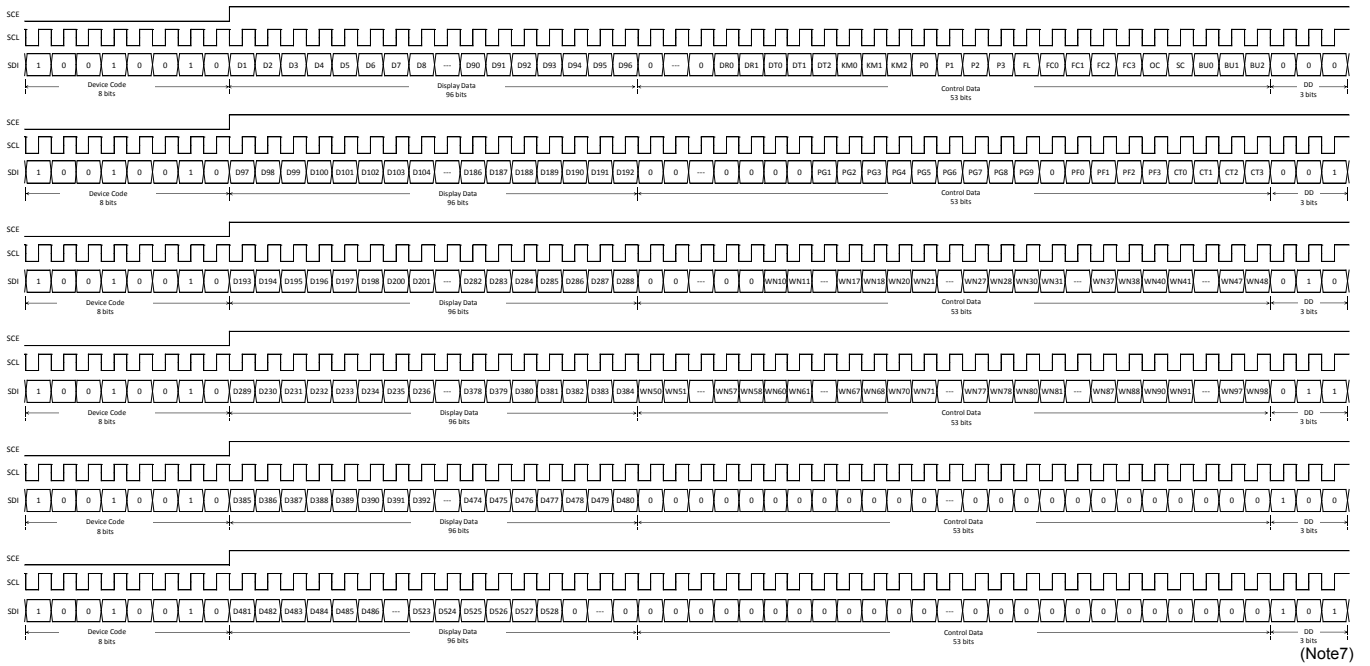 SCE
SCL
SDI 1 0 0 1 0 0 1 0 D1 D2 D3 D4 D5 D6 D7 D8 --- D90 D91 D92 D93 D94 D95 D96 0 --- 0 DR0 DR1 DT0 DT1 DT2 KM0 KM1 KM2 P0 P1 P2 P3 FL FC0 FC1 FC2 FC3 OC SC BU0 BU1 BU2 0 0 0
Device Code Display Data Control Data DD
8 bits 96 bits 53 bits 3 bits
SCE
SCL
SDI 1 0 0 1 0 0 1 0 D97 D98 D99 D100 D101 D102 D103 D104 --- D186 D187 D188 D189 D190 D191 D192 0 0 --- 0 0 0 0 PG1 PG2 PG3 PG4 PG5 PG6 PG7 PG8 PG9 0 PF0 PF1 PF2 PF3 CT0 CT1 CT2 CT3 0 0 1
Device Code Display Data Control Data DD
8 bits 96 bits 53 bits 3 bits
SCE
SCL
SDI 1 0 0 1 0 0 1 0 D193 D194 D195 D196 D197 D198 D200 D201 --- D282 D283 D284 D285 D286 D287 D288 0 0 --- 0 0 WN10 WN11 --- WN17 WN18 WN20 WN21 --- WN27 WN28 WN30 WN31 --- WN37 WN38 WN40 WN41 --- WN47 WN48 0 1 0
Device Code Display Data Control Data DD
8 bits 96 bits 53 bits 3 bits
SCE
SCL
SDI 1 0 0 1 0 0 1 0 D289 D230 D231 D232 D233 D234 D235 D236 --- D378 D379 D380 D381 D382 D383 D384 WN50 WN51 --- WN57 WN58 WN60 WN61 --- WN67 WN68 WN70 WN71 --- WN77 WN78 WN80 WN81 --- WN87 WN88 WN90 WN91 --- WN97 WN98 0 1 1
Device Code Display Data Control Data DD
8 bits 96 bits 53 bits 3 bits
SCE
SCL
SDI 1 0 0 1 0 0 1 0 D385 D386 D387 D388 D389 D390 D391 D392 --- D474 D475 D476 D477 D478 D479 D480 0 0 0 0 0 0 0 0 0 0 0 --- 0 0 0 0 0 0 0 0 0 0 0 0 0 1 0 0
Device Code Display Data Control Data DD
8 bits 96 bits 53 bits 3 bits
SCE
SCL
SDI 1 0 0 1 0 0 1 0 D481 D482 D483 D484 D485 D486 --- D523 D524 D525 D526 D527 D528 0 --- 0 0 0 0 0 0 0 0 0 0 0 0 --- 0 0 0 0 0 0 0 0 0 0 0 0 0 1 0 1
Device Code Display Data Control Data DD
8 bits 96 bits 53 bits 3 bits
(Note7)